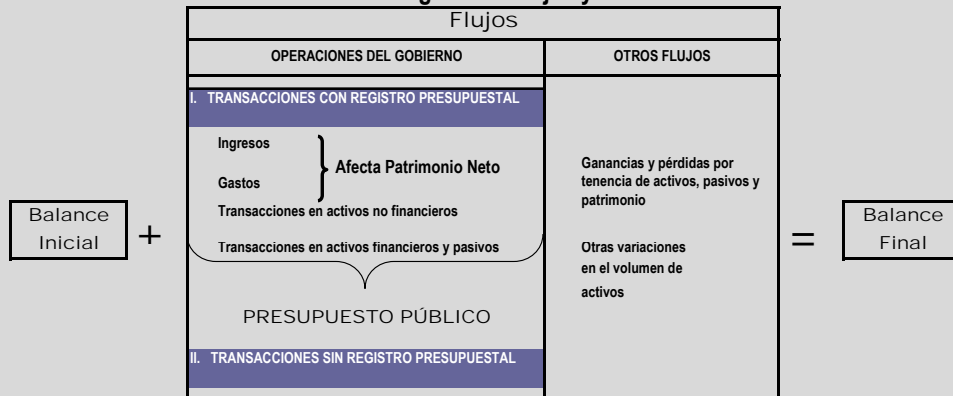 Flujos
OPERACIONES DEL GOBIERNO
OTROS FLUJOS
I. TRANSACCIONES CON REGISTRO PRESUPUESTAL
Ingresos
Gastos
} Afecta Patrimonio Neto
Transacciones en activos no financieros
Transacciones en activos financieros y pasivos
PRESUPUESTO PÚBLICO
II. TRANSACCIONES SIN REGISTRO PRESUPUESTAL
Ganancias y pérdidas por
tenencia de activos, pasivos y
patrimonio
Otras variaciones
en el volumen de
activos
Balance
Inicial
+
=
Balance
Final